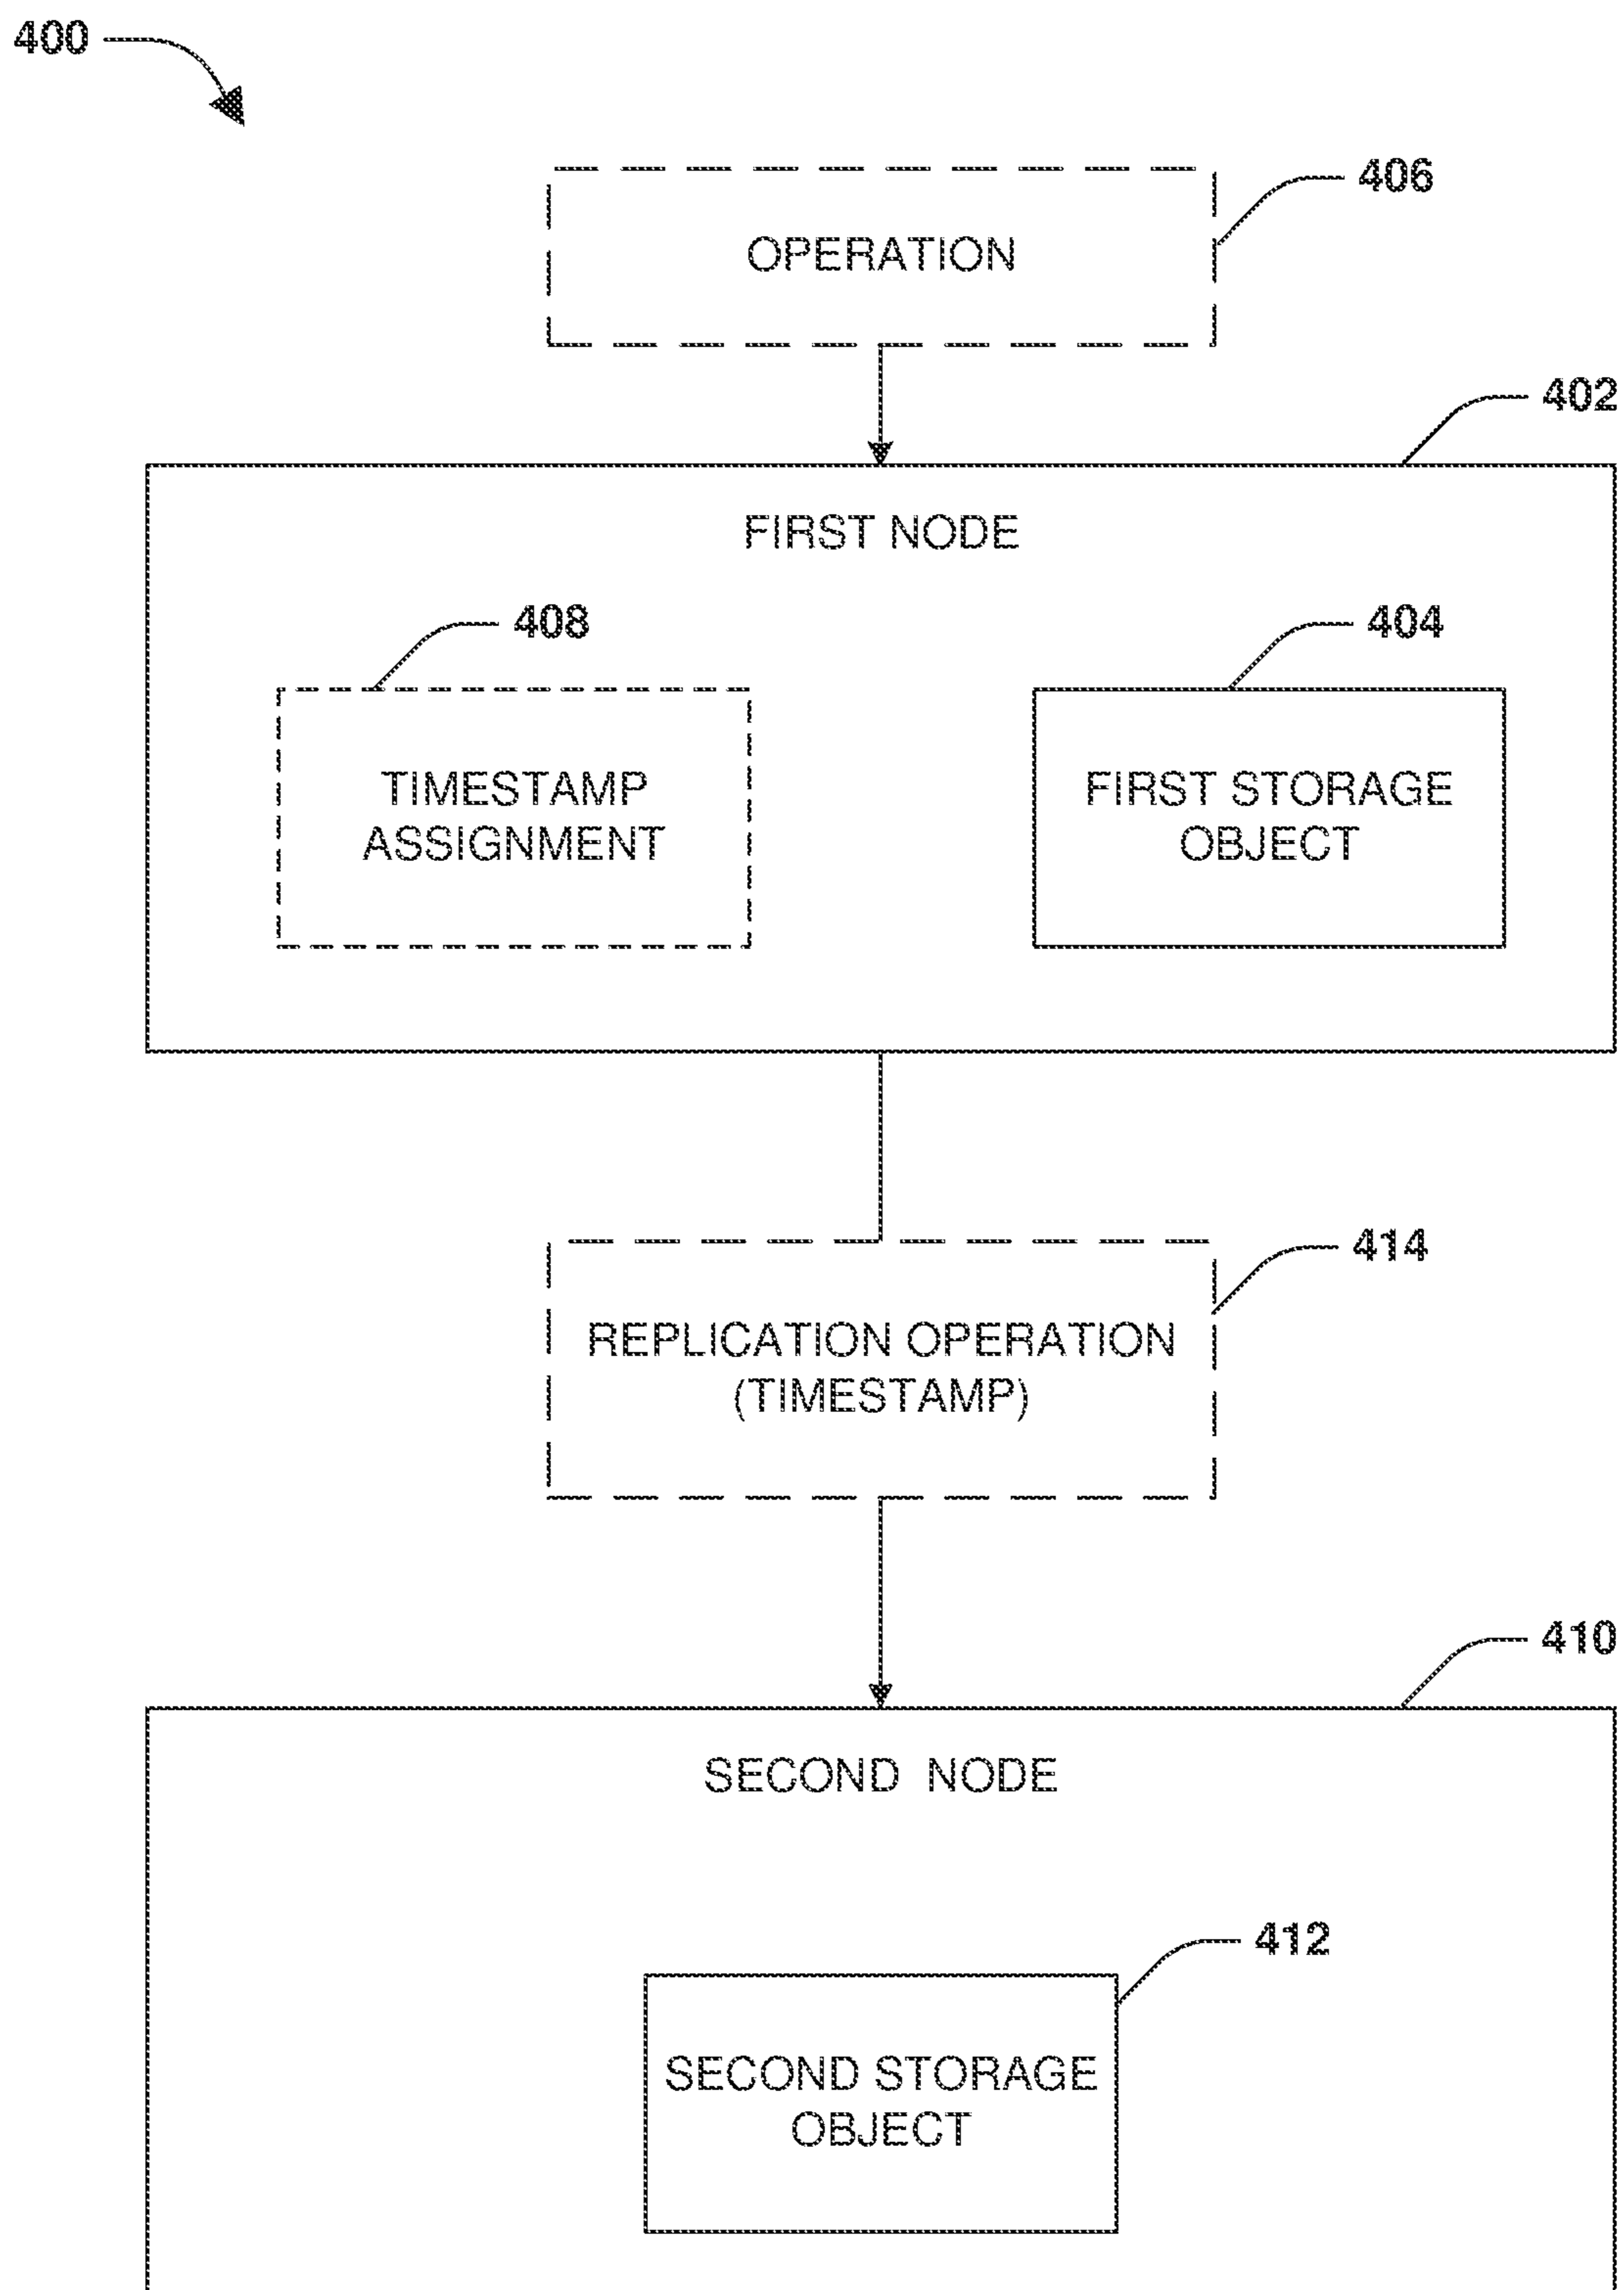 400
406
OPERATION
402
FIRST NODE
408
404
TIMESTAMP
ASSIGNMENT
FIRST STORAGE
OBJECT
414
REPLICATION OPERATION
(TIMESTAMP)
410
SECOND NODE
412
SECOND STORAGE
OBJECT